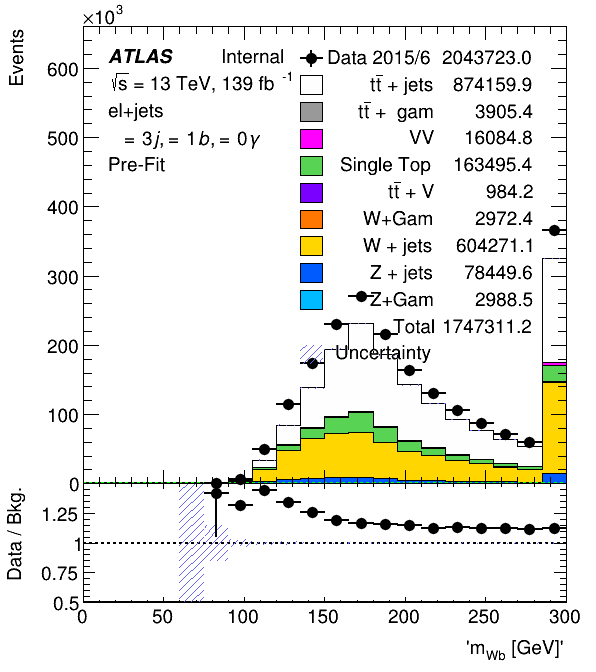 ×10³
Events
600
500
400
300
200
100
0
ATLAS Internal
√s = 13 TeV, 139 fb⁻¹
el+jets
= 3j, = 1b, = 0γ
Pre-Fit
Data 2015/6 2043723.0
tt̄ + jets 874159.9
tt̄ + gam 3905.4
VV 16084.8
Single Top 163495.4
tt̄ + V 984.2
W+Gam 2972.4
W + jets 604271.1
Z + jets 78449.6
Z+Gam 2988.5
Total 1747311.2
Uncertainty
Data / Bkg.
1.25
1
0.75
0.5
0 50 100 150 200 250 300
'm_Wb [GeV]'